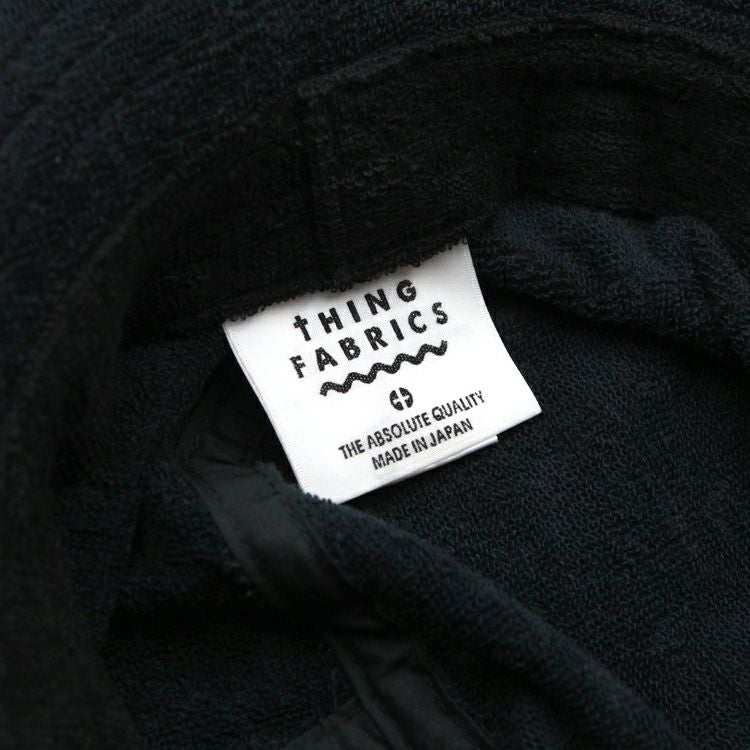 tHING
FABRICS
THE ABSOLUTE QUALITY
MADE IN JAPAN